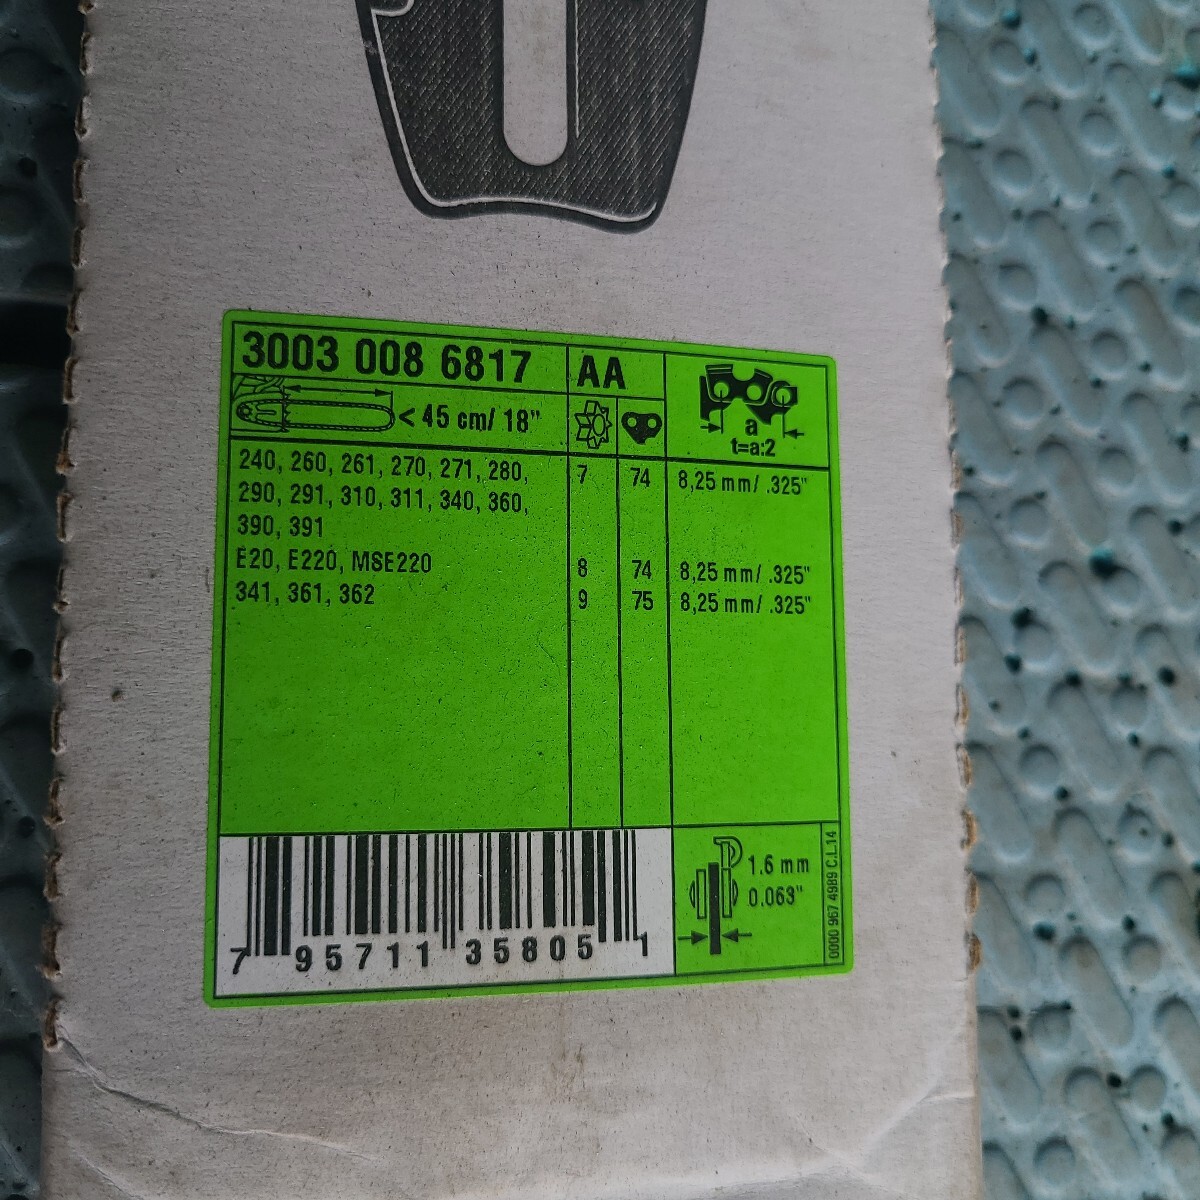 3003 008 6817 AA
< 45 cm/ 18"
a
t=a:2
240, 260, 261, 270, 271, 280, 7 74 8,25 mm/ .325"
290, 291, 310, 311, 340, 360,
390, 391
E20, E220, MSE220 8 74 8,25 mm/ .325"
341, 361, 362 9 75 8,25 mm/ .325"
7 95711 35805 1
1.6 mm
0.063"
0000 967 4989 C.L.14